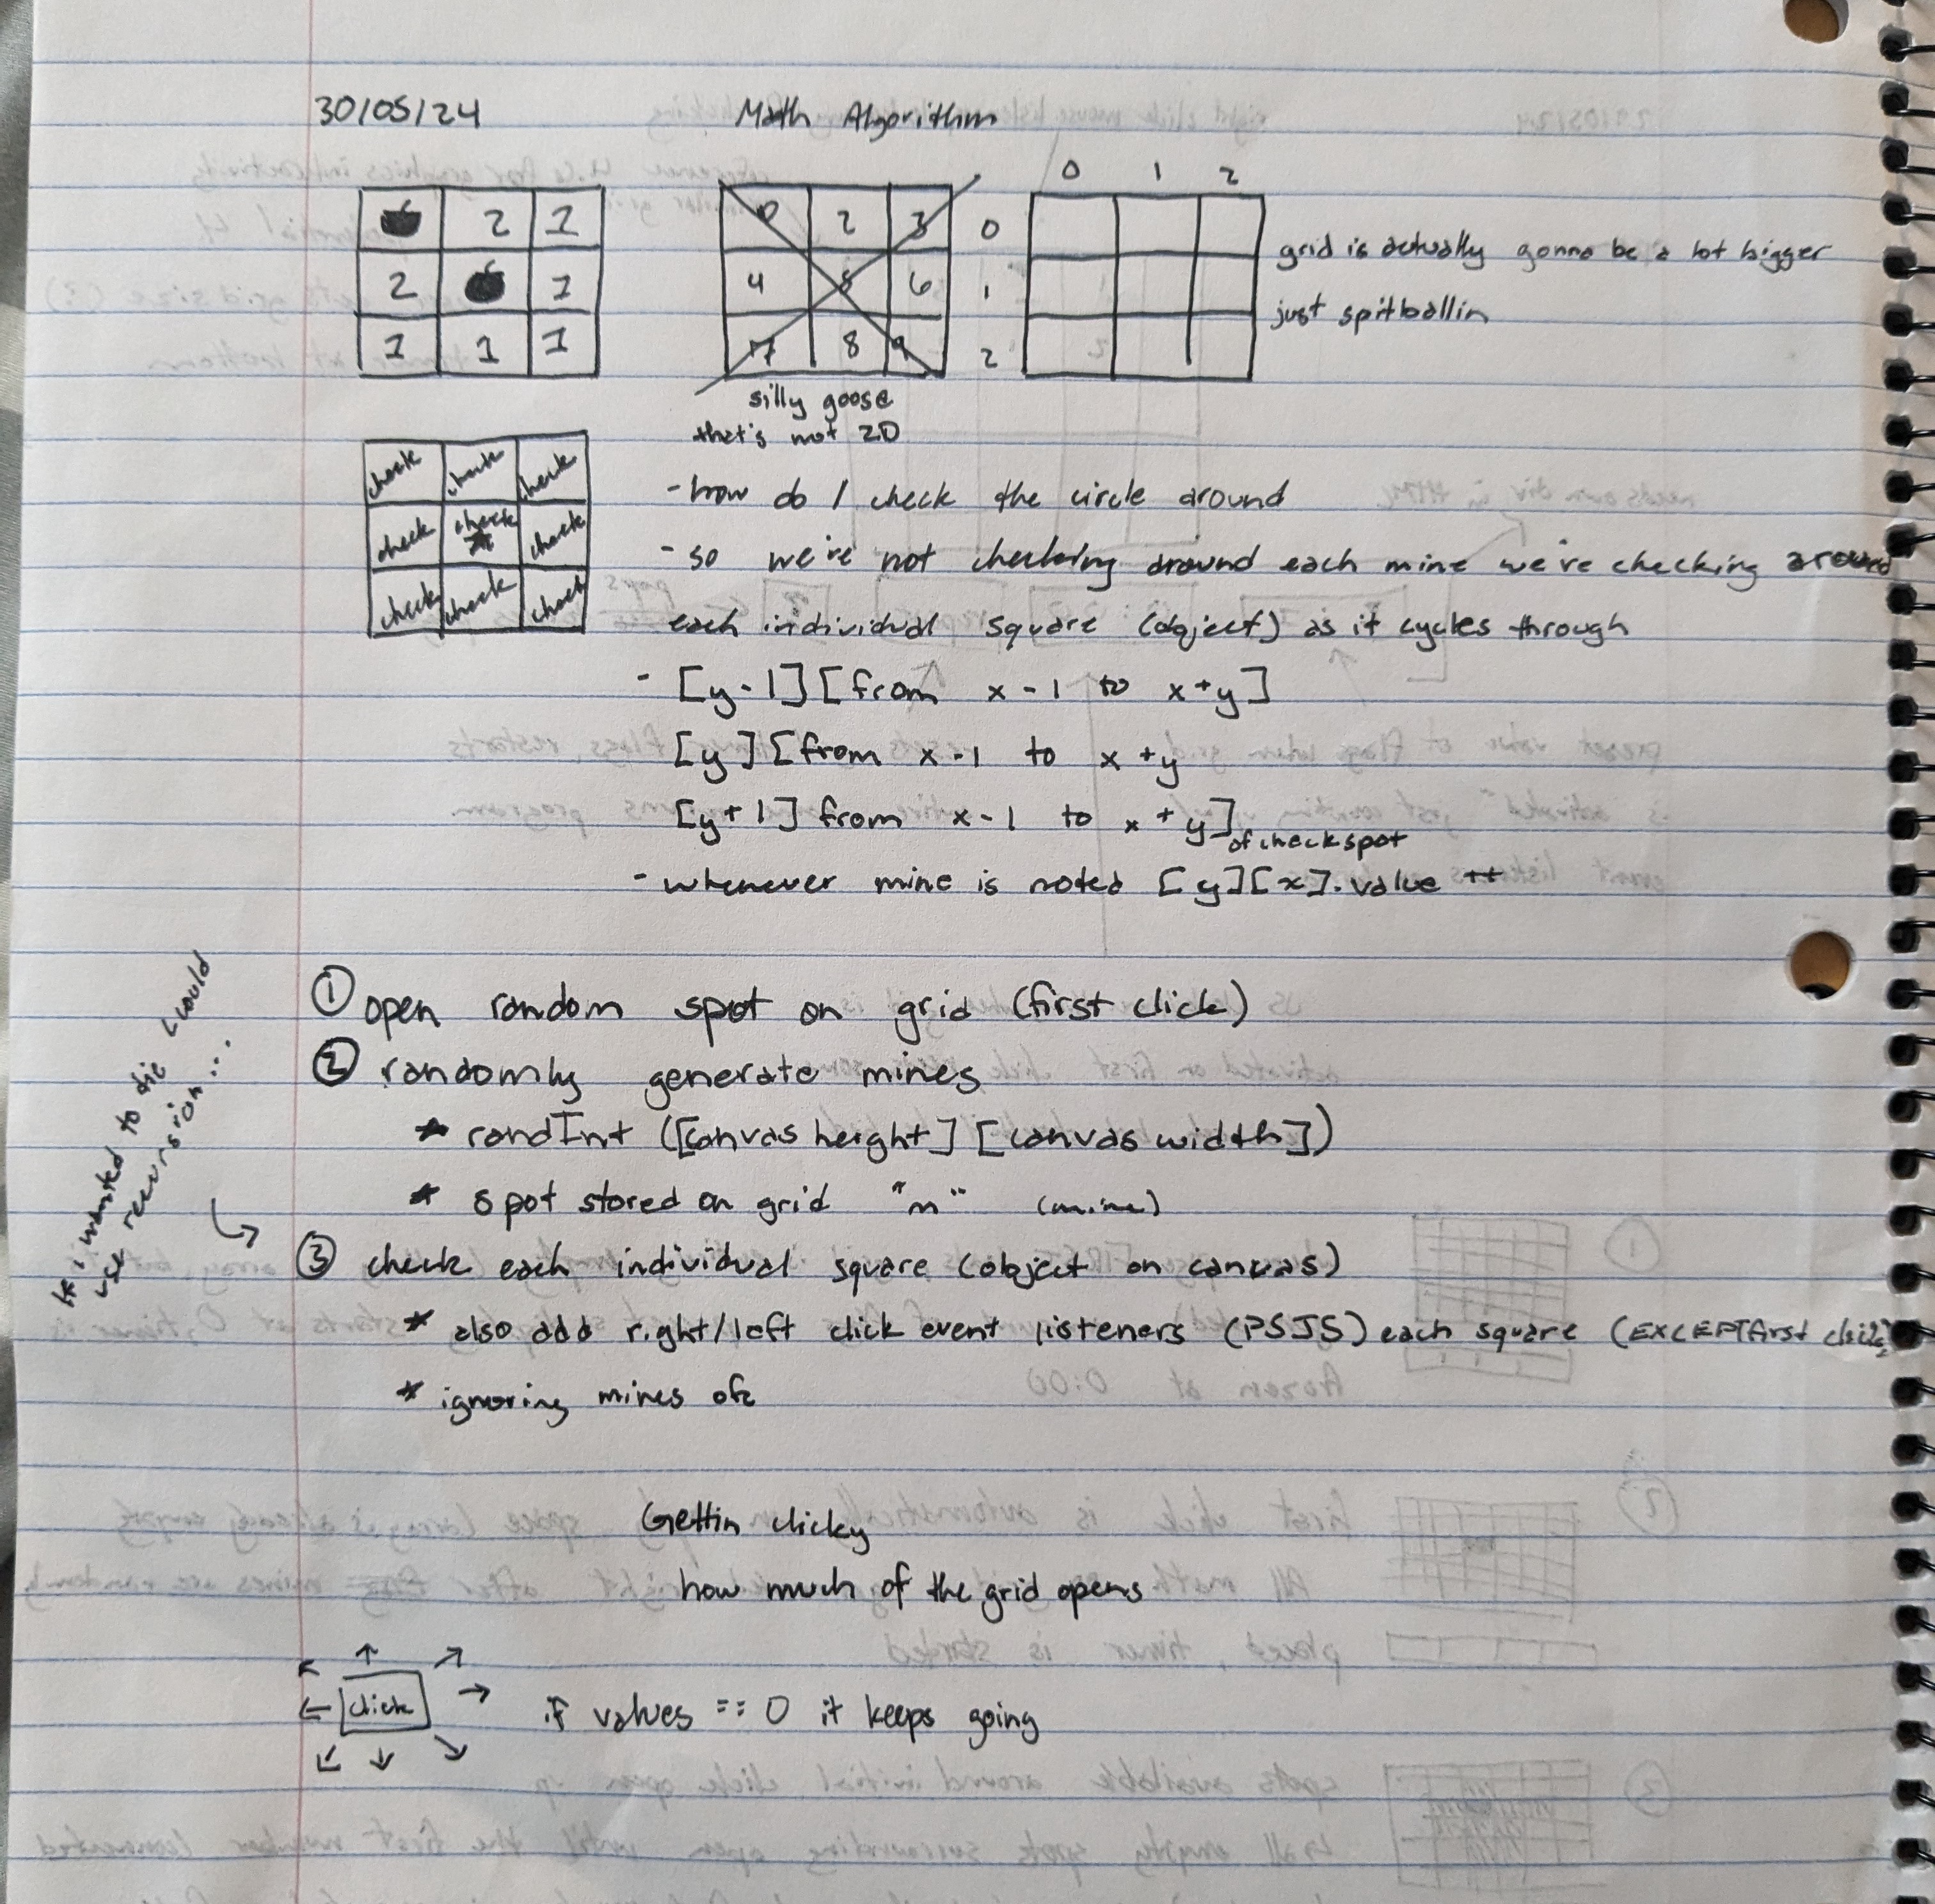 30/05/24
Math Algorithm
2 1
2 1
1 1 1
0 2 3
4 5 6
7 8 9
silly goose
that's not 2D
0 1 2
0
1
2
grid is actually gonna be a lot bigger
just spitballin
check check check
check check check
check check check
- how do I check the circle around
- so we're not checking around each mine we're checking around
each individual square (object) as it cycles through
- [y-1][from x-1 to x+y]
[y][from x-1 to x+y
[y+1] from x-1 to x+y]
of check spot
- whenever mine is noted [y][x].value ++
① open random spot on grid (first click)
② randomly generate mines
* randInt ([canvas height][canvas width])
* spot stored on grid "m" (mine)
if i wanted to die i would
use recursion...
③ check each individual square (object on canvas)
* also add right/left click event listeners (P5JS) each square (EXCEPT first click)
* ignoring mines ofc
Gettin clicky
how much of the grid opens
click
if values == 0 it keeps going